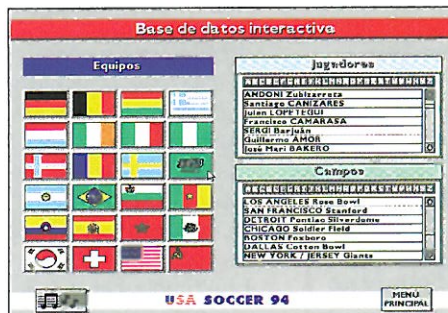 Base de datos interactiva
Equipos
Jugadores
ABCDEFGHIJKLMNOPQRSTUVWXYZ
ANDONI Zubizarreta
Santiago CAÑIZARES
Julen LOPETEGUI
Francisco CAMARASA
SERGI Barjuán
Guillermo AMOR
José Mari BAKERO
Campos
ABCDEFGHIJKLMNOPQRSTUVWXYZ
LOS ANGELES Rose Bowl
SAN FRANCISCO Stanford
DETROIT Pontiac Silverdome
CHICAGO Soldier Field
BOSTON Foxboro
DALLAS Cotton Bowl
NEW YORK / JERSEY Giants
USA SOCCER 94
MENÚ
PRINCIPAL